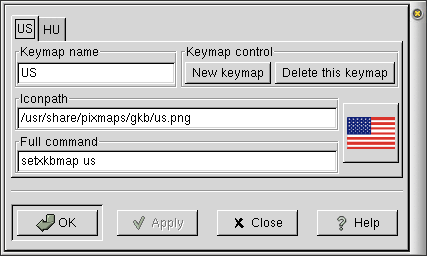 US HU
Keymap name
US
Keymap control
New keymap Delete this keymap
Iconpath
/usr/share/pixmaps/gkb/us.png
Full command
setxkbmap us
OK Apply Close Help